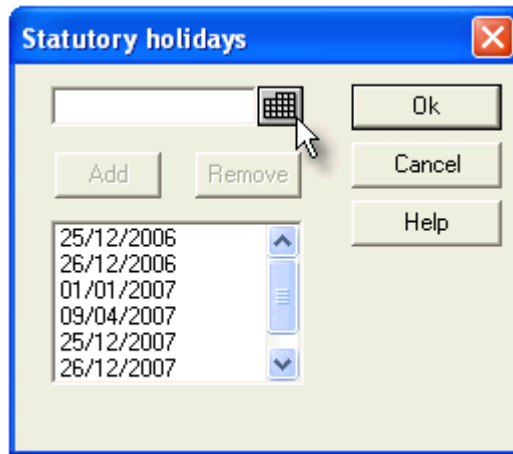 Statutory holidays
Ok
Add
Remove
Cancel
Help
25/12/2006
26/12/2006
01/01/2007
09/04/2007
25/12/2007
26/12/2007